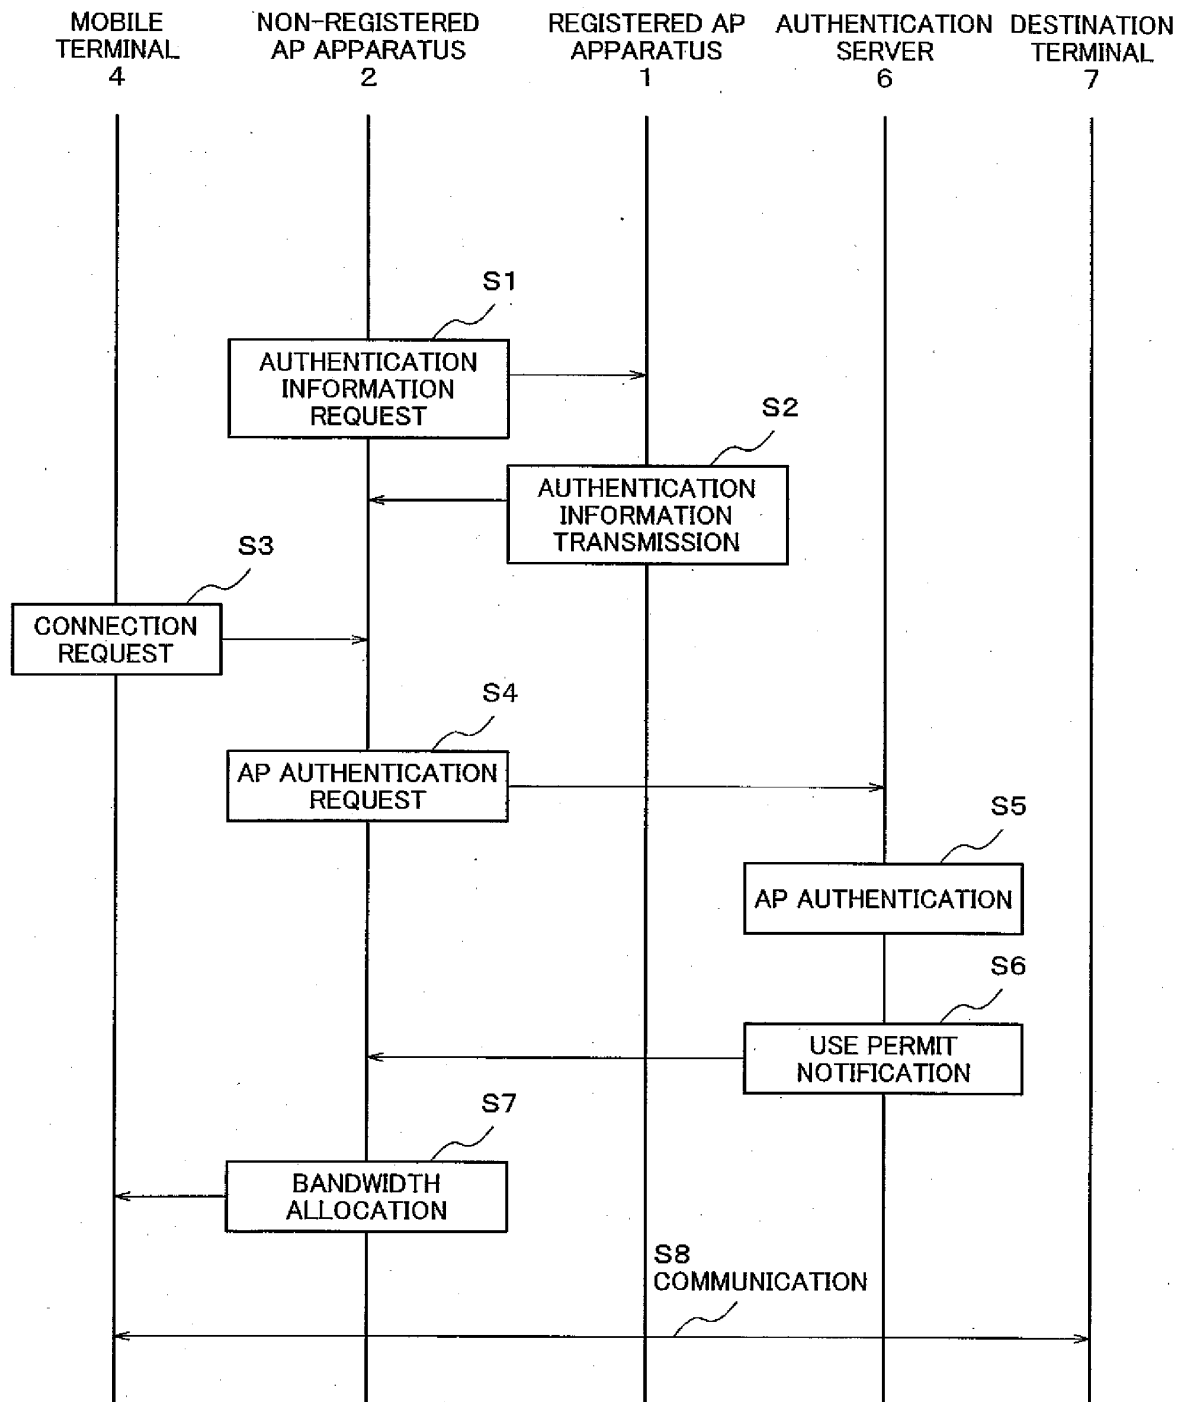 MOBILE
TERMINAL
4
NON-REGISTERED
AP APPARATUS
2
REGISTERED AP
APPARATUS
1
AUTHENTICATION
SERVER
6
DESTINATION
TERMINAL
7
S1
AUTHENTICATION
INFORMATION
REQUEST
S2
AUTHENTICATION
INFORMATION
TRANSMISSION
S3
CONNECTION
REQUEST
S4
AP AUTHENTICATION
REQUEST
S5
AP AUTHENTICATION
S6
USE PERMIT
NOTIFICATION
S7
BANDWIDTH
ALLOCATION
S8
COMMUNICATION